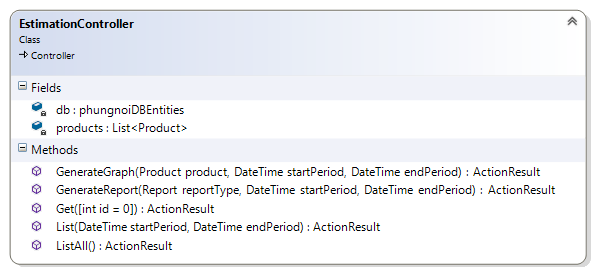 EstimationController
Class
Controller
Fields
db : phungnoiDBEntities
products : List<Product>
Methods
GenerateGraph(Product product, DateTime startPeriod, DateTime endPeriod) : ActionResult
GenerateReport(Report reportType, DateTime startPeriod, DateTime endPeriod) : ActionResult
Get([int id = 0]) : ActionResult
List(DateTime startPeriod, DateTime endPeriod) : ActionResult
ListAll() : ActionResult